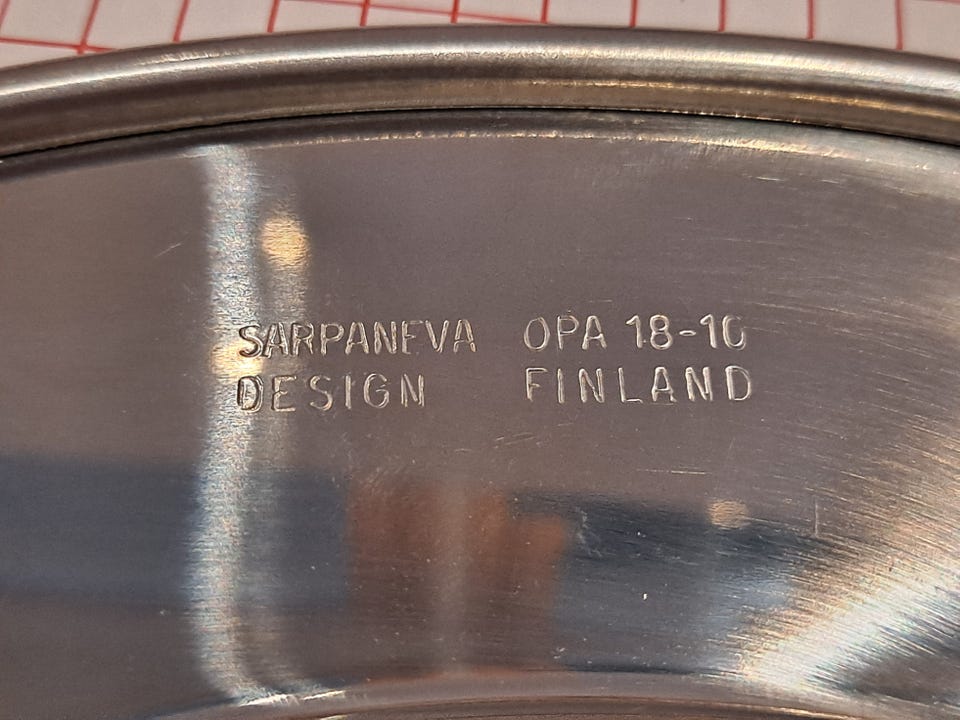 SARPANEVA OPA 18-10
DESIGN FINLAND